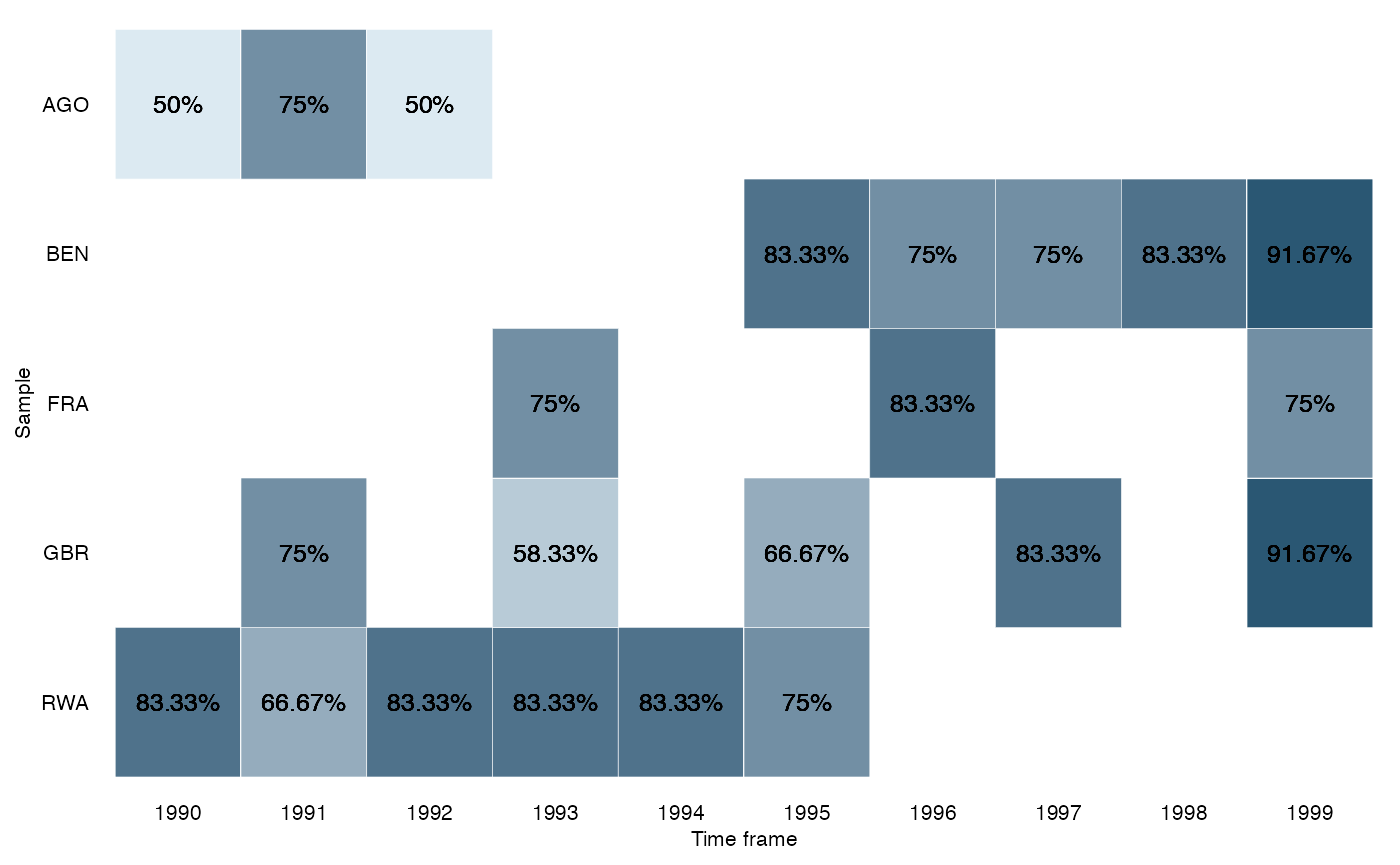 AGO 50% 75% 50%
BEN 83.33% 75% 75% 83.33% 91.67%
Sample
FRA 75% 83.33% 75%
GBR 75% 58.33% 66.67% 83.33% 91.67%
RWA 83.33% 66.67% 83.33% 83.33% 83.33% 75%
1990 1991 1992 1993 1994 1995 1996 1997 1998 1999
Time frame